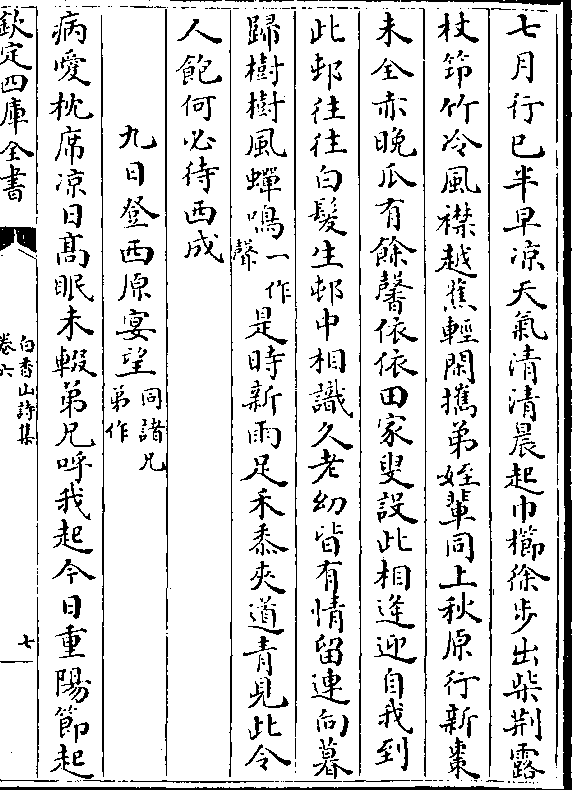 七月行已半早凉天氣清清晨起巾櫛徐步出柴荆露
杖笻竹冷風襟越蕉輕閑擕弟姪輩同上秋原行新棗
未全赤晚瓜有餘馨依依田家叟設此相逢迎自我到
此邨往往白髮生邨中相識久老幼皆有情留連向暮
歸樹樹風蟬鳴一作聲是時新雨足禾黍夾道青見此令
人飽何必待西成
九日登西原宴望同諸兄弟作
病愛枕席凉日髙眠未輟弟兄呼我起今日重陽節起
欽定四庫全書
白香山詩集
卷六
七